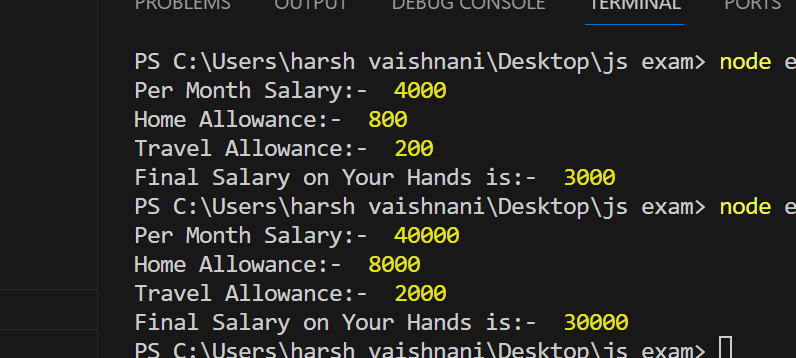 PROBLEMS OUTPUT DEBUG CONSOLE TERMINAL PORTS
PS C:\Users\harsh vaishnani\Desktop\js exam> node e
Per Month Salary:- 4000
Home Allowance:- 800
Travel Allowance:- 200
Final Salary on Your Hands is:- 3000
PS C:\Users\harsh vaishnani\Desktop\js exam> node e
Per Month Salary:- 40000
Home Allowance:- 8000
Travel Allowance:- 2000
Final Salary on Your Hands is:- 30000
PS C:\Users\harsh vaishnani\Desktop\js exam>